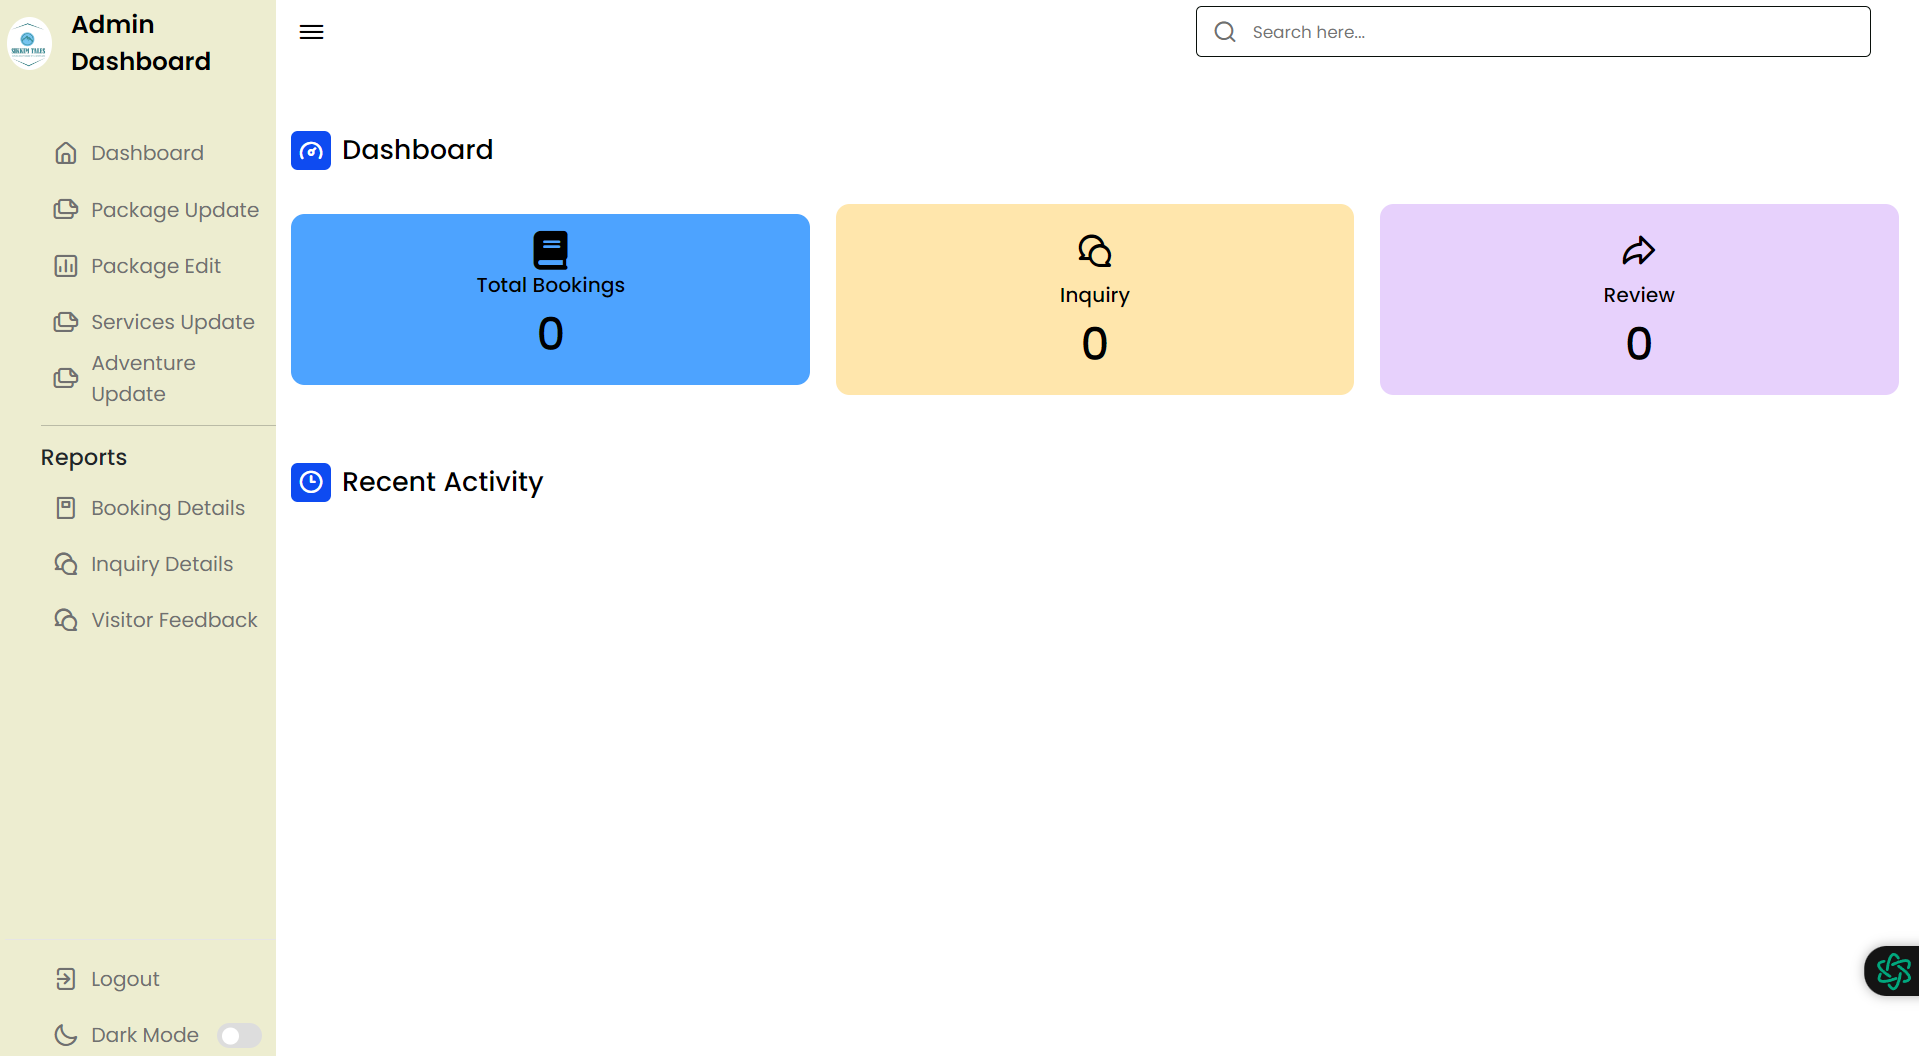 Admin
Dashboard
SIKKIM TALES
Search here...
Dashboard
Package Update
Package Edit
Services Update
Adventure
Update
Reports
Booking Details
Inquiry Details
Visitor Feedback
Logout
Dark Mode
Dashboard
Total Bookings
0
Inquiry
0
Review
0
Recent Activity